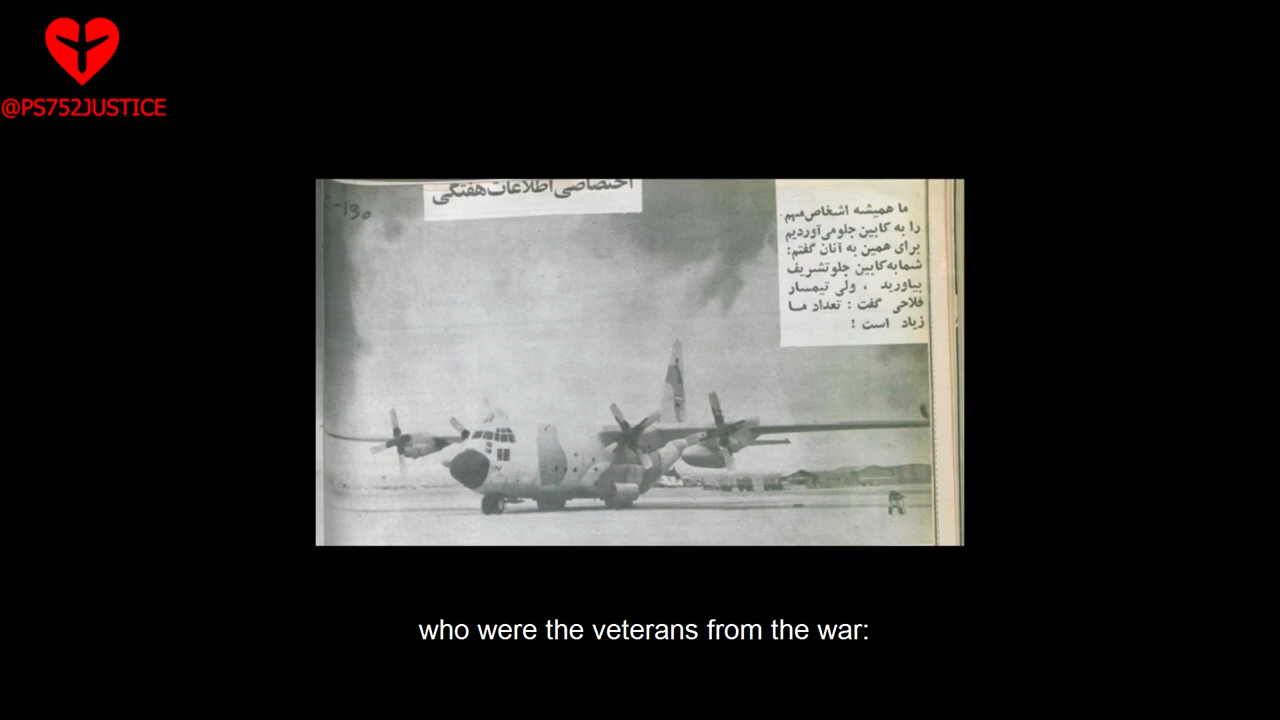 @PS752JUSTICE
اختصاصی اطلاعات هفتگی
ما همیشه اشخاص مهم
را به کابین جلو می‌آوردیم
برای همین به آنان گفتم:
شما به کابین جلو تشریف
بیاورید ، ولی تیمسار
فلاحی گفت : تعداد ما
زیاد است !
who were the veterans from the war: